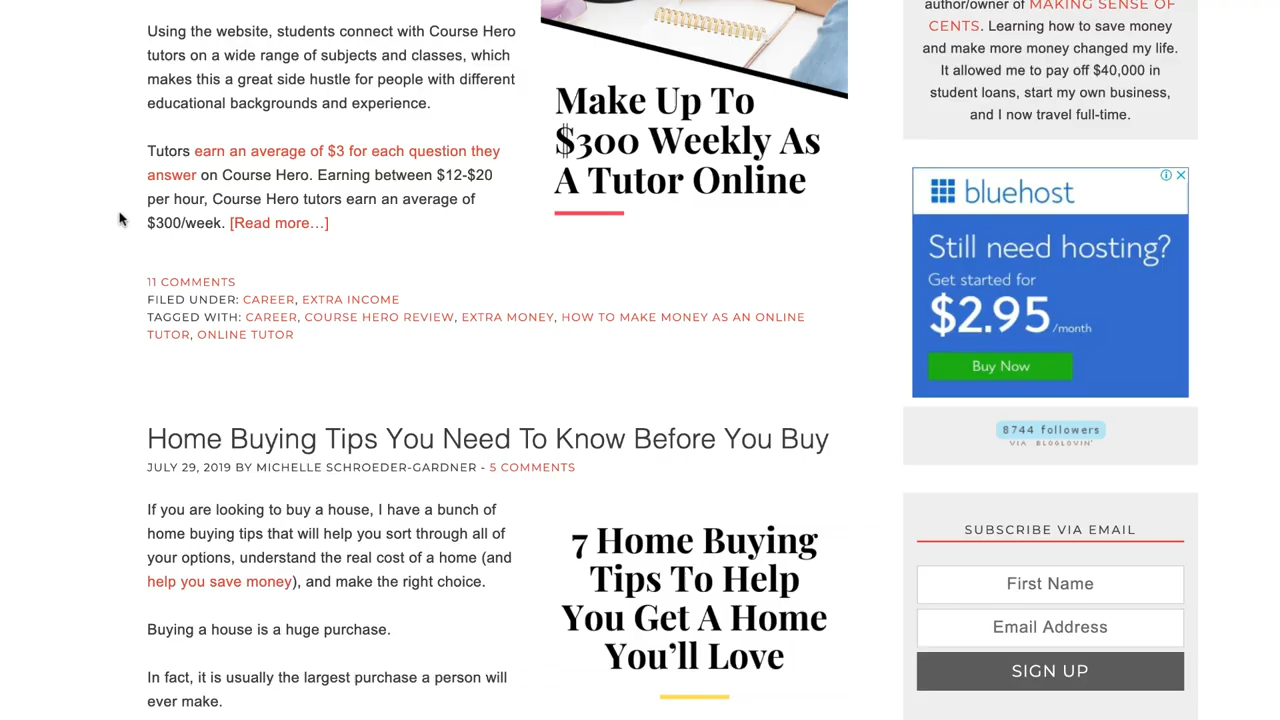 Using the website, students connect with Course Hero
tutors on a wide range of subjects and classes, which
makes this a great side hustle for people with different
educational backgrounds and experience.
Tutors earn an average of $3 for each question they
answer on Course Hero. Earning between $12-$20
per hour, Course Hero tutors earn an average of
$300/week. [Read more…]
Make Up To
$300 Weekly As
A Tutor Online
11 COMMENTS
FILED UNDER: CAREER, EXTRA INCOME
TAGGED WITH: CAREER, COURSE HERO REVIEW, EXTRA MONEY, HOW TO MAKE MONEY AS AN ONLINE
TUTOR, ONLINE TUTOR
Home Buying Tips You Need To Know Before You Buy
JULY 29, 2019 BY MICHELLE SCHROEDER-GARDNER - 5 COMMENTS
If you are looking to buy a house, I have a bunch of
home buying tips that will help you sort through all of
your options, understand the real cost of a home (and
help you save money), and make the right choice.
Buying a house is a huge purchase.
In fact, it is usually the largest purchase a person will
ever make.
7 Home Buying
Tips To Help
You Get A Home
You'll Love
author/owner of MAKING SENSE OF
CENTS. Learning how to save money
and make more money changed my life.
It allowed me to pay off $40,000 in
student loans, start my own business,
and I now travel full-time.
bluehost
Still need hosting?
Get started for
$2.95/month
Buy Now
8744 followers
VIA BLOGLOVIN'
SUBSCRIBE VIA EMAIL
First Name
Email Address
SIGN UP